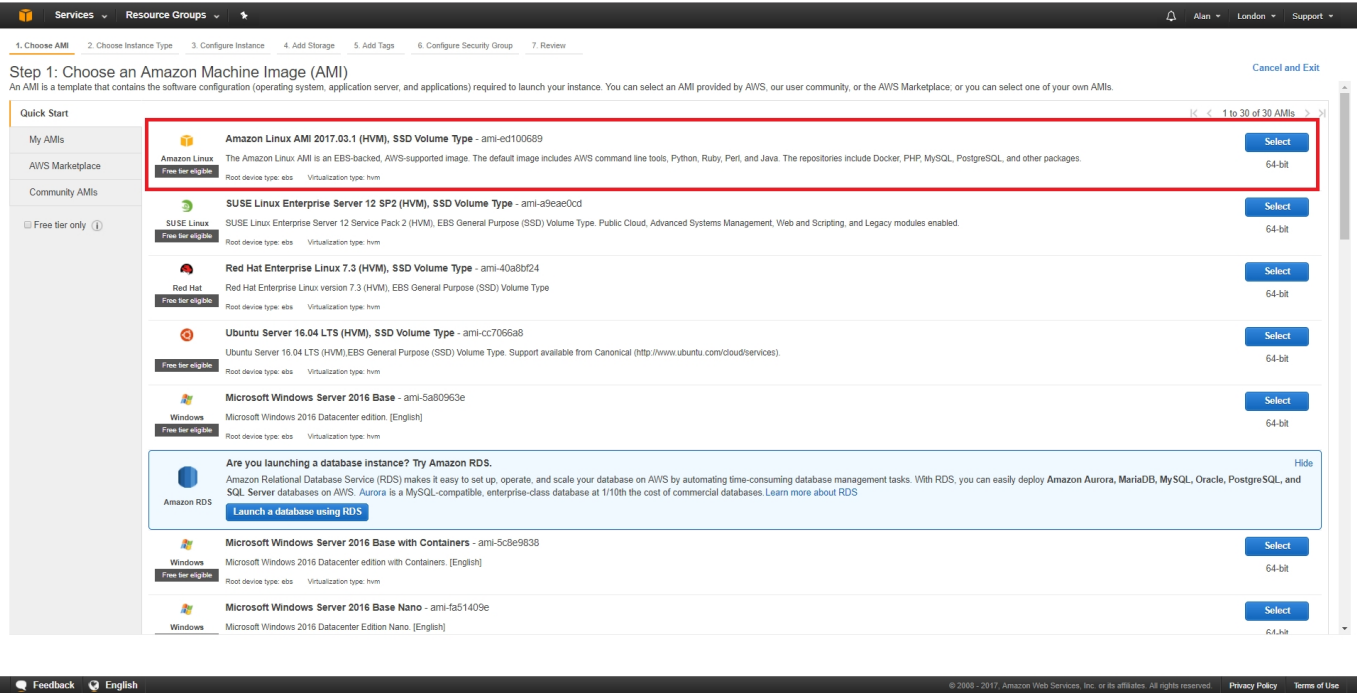 Services Resource Groups Alan London Support
1. Choose AMI 2. Choose Instance Type 3. Configure Instance 4. Add Storage 5. Add Tags 6. Configure Security Group 7. Review
Step 1: Choose an Amazon Machine Image (AMI)
Cancel and Exit
An AMI is a template that contains the software configuration (operating system, application server, and applications) required to launch your instance. You can select an AMI provided by AWS, our user community, or the AWS Marketplace; or you can select one of your own AMIs.
Quick Start
My AMIs
AWS Marketplace
Community AMIs
Free tier only
1 to 30 of 30 AMIs
Amazon Linux AMI 2017.03.1 (HVM), SSD Volume Type - ami-ed100689
Select
Amazon Linux
The Amazon Linux AMI is an EBS-backed, AWS-supported image. The default image includes AWS command line tools, Python, Ruby, Perl, and Java. The repositories include Docker, PHP, MySQL, PostgreSQL, and other packages.
64-bit
Free tier eligible
Root device type: ebs Virtualization type: hvm
SUSE Linux Enterprise Server 12 SP2 (HVM), SSD Volume Type - ami-a9eae0cd
Select
SUSE Linux
SUSE Linux Enterprise Server 12 Service Pack 2 (HVM), EBS General Purpose (SSD) Volume Type. Public Cloud, Advanced Systems Management, Web and Scripting, and Legacy modules enabled.
64-bit
Free tier eligible
Root device type: ebs Virtualization type: hvm
Red Hat Enterprise Linux 7.3 (HVM), SSD Volume Type - ami-40a8bf24
Select
Red Hat
Red Hat Enterprise Linux version 7.3 (HVM), EBS General Purpose (SSD) Volume Type
64-bit
Free tier eligible
Root device type: ebs Virtualization type: hvm
Ubuntu Server 16.04 LTS (HVM), SSD Volume Type - ami-cc7066a8
Select
Ubuntu Server 16.04 LTS (HVM),EBS General Purpose (SSD) Volume Type. Support available from Canonical (http://www.ubuntu.com/cloud/services).
64-bit
Free tier eligible
Root device type: ebs Virtualization type: hvm
Microsoft Windows Server 2016 Base - ami-5a80963e
Select
Windows
Microsoft Windows 2016 Datacenter edition. [English]
64-bit
Free tier eligible
Root device type: ebs Virtualization type: hvm
Are you launching a database instance? Try Amazon RDS.
Hide
Amazon Relational Database Service (RDS) makes it easy to set up, operate, and scale your database on AWS by automating time-consuming database management tasks. With RDS, you can easily deploy Amazon Aurora, MariaDB, MySQL, Oracle, PostgreSQL, and
SQL Server databases on AWS. Aurora is a MySQL-compatible, enterprise-class database at 1/10th the cost of commercial databases.Learn more about RDS
Amazon RDS
Launch a database using RDS
Microsoft Windows Server 2016 Base with Containers - ami-5c8e9838
Select
Windows
Microsoft Windows 2016 Datacenter edition with Containers. [English]
64-bit
Free tier eligible
Root device type: ebs Virtualization type: hvm
Microsoft Windows Server 2016 Base Nano - ami-fa51409e
Select
Windows
Microsoft Windows 2016 Datacenter Edition Nano. [English]
64-bit
Feedback English
© 2008 - 2017, Amazon Web Services, Inc. or its affiliates. All rights reserved. Privacy Policy Terms of Use